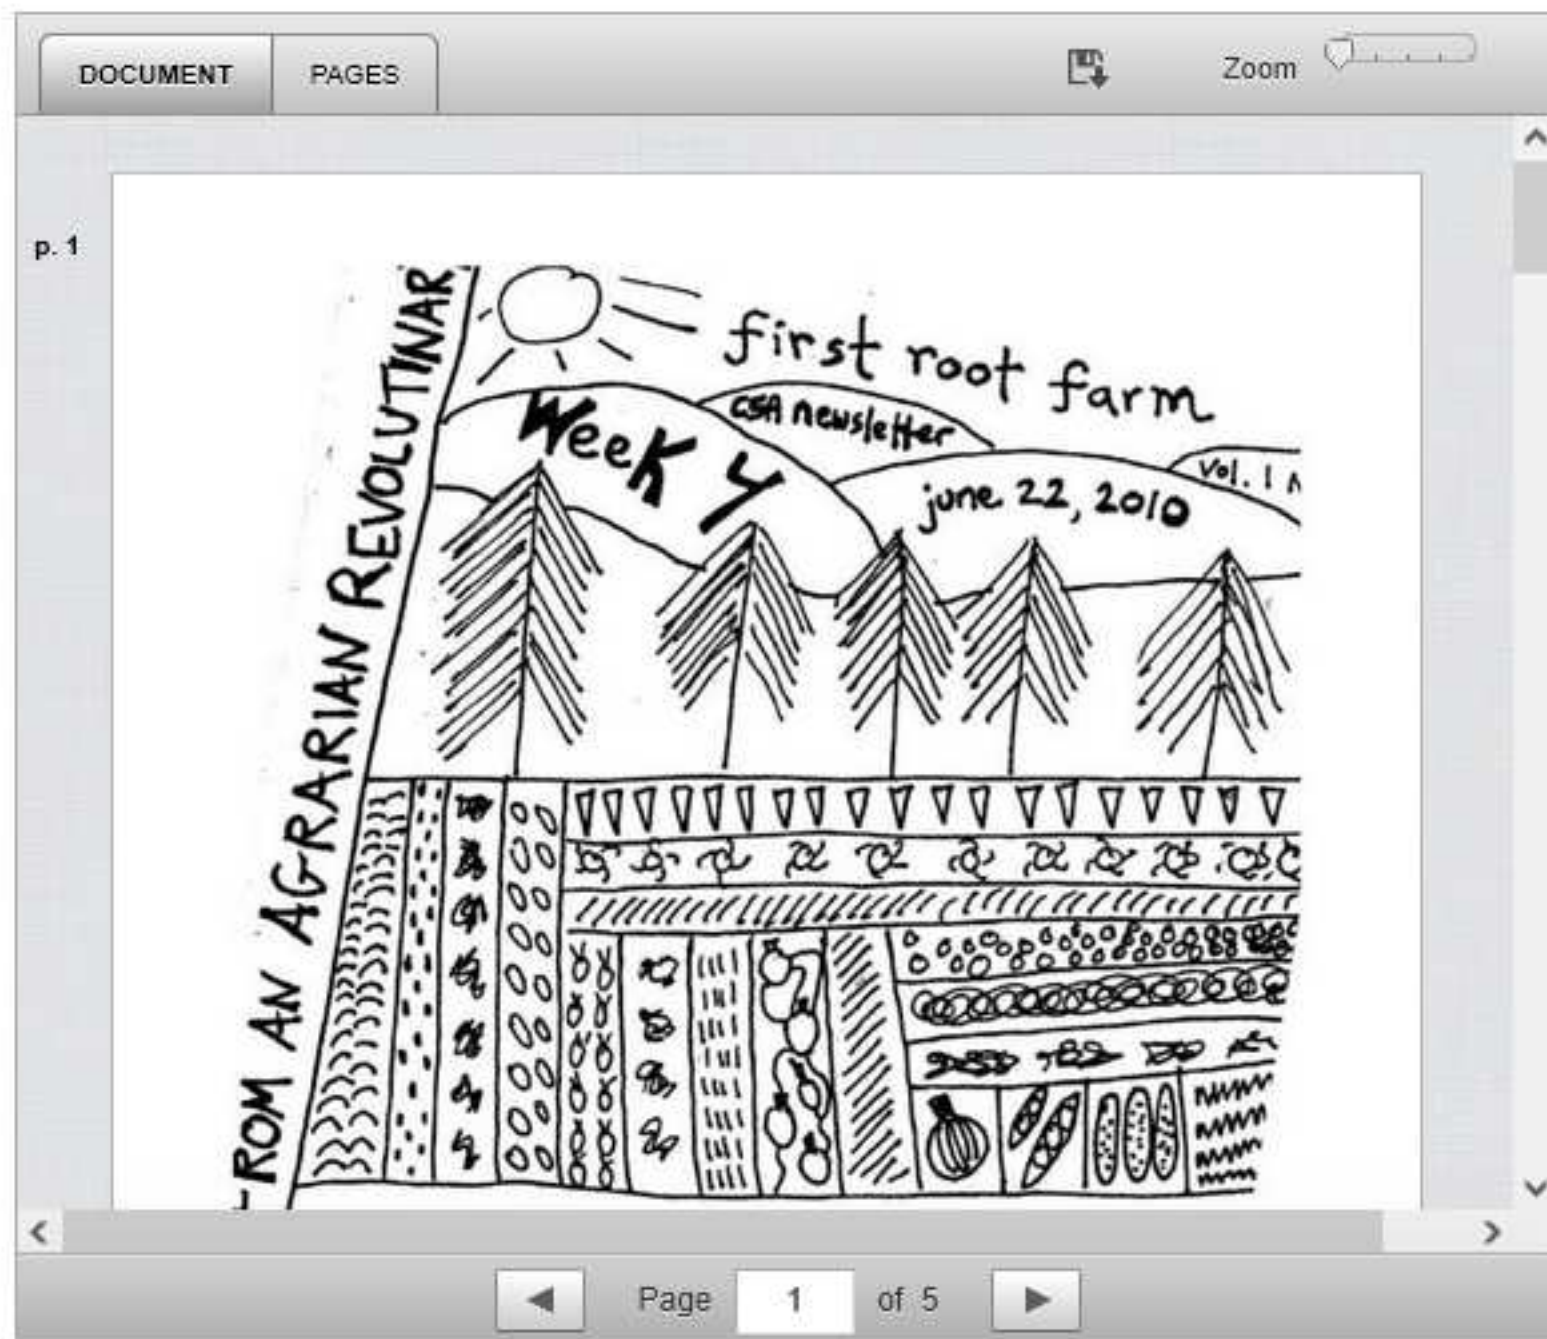 DOCUMENT PAGES Zoom
p. 1
first root farm
CSA newsletter
Week 4
Vol. 1
june 22, 2010
ROM AN AGRARIAN REVOLUTINAR
Page 1 of 5